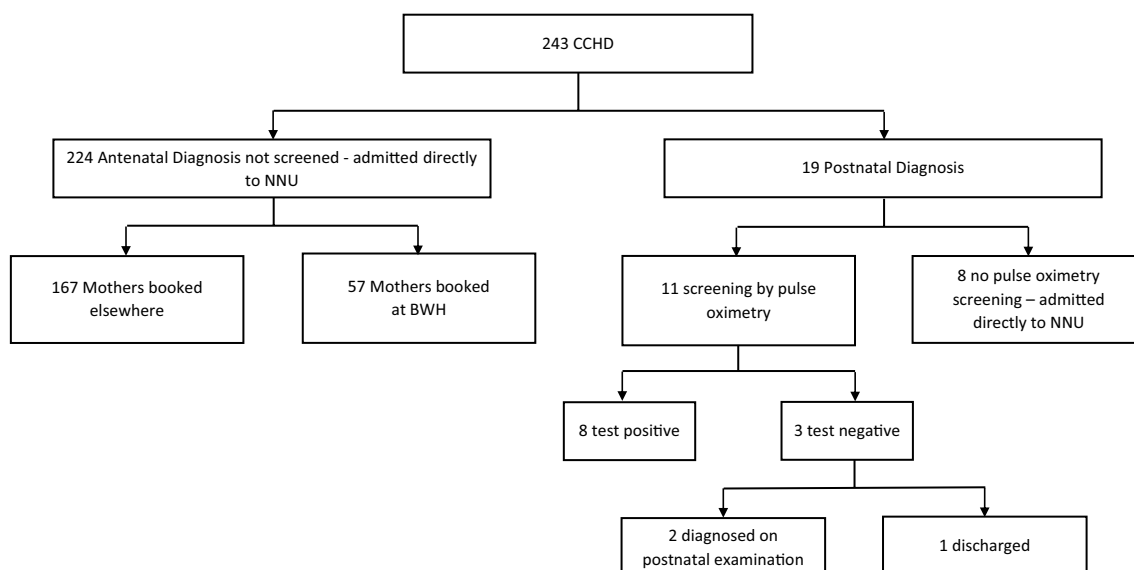 243 CCHD
224 Antenatal Diagnosis not screened - admitted directly
to NNU
19 Postnatal Diagnosis
167 Mothers booked
elsewhere
57 Mothers booked
at BWH
11 screening by pulse
oximetry
8 no pulse oximetry
screening – admitted
directly to NNU
8 test positive
3 test negative
2 diagnosed on
postnatal examination
1 discharged